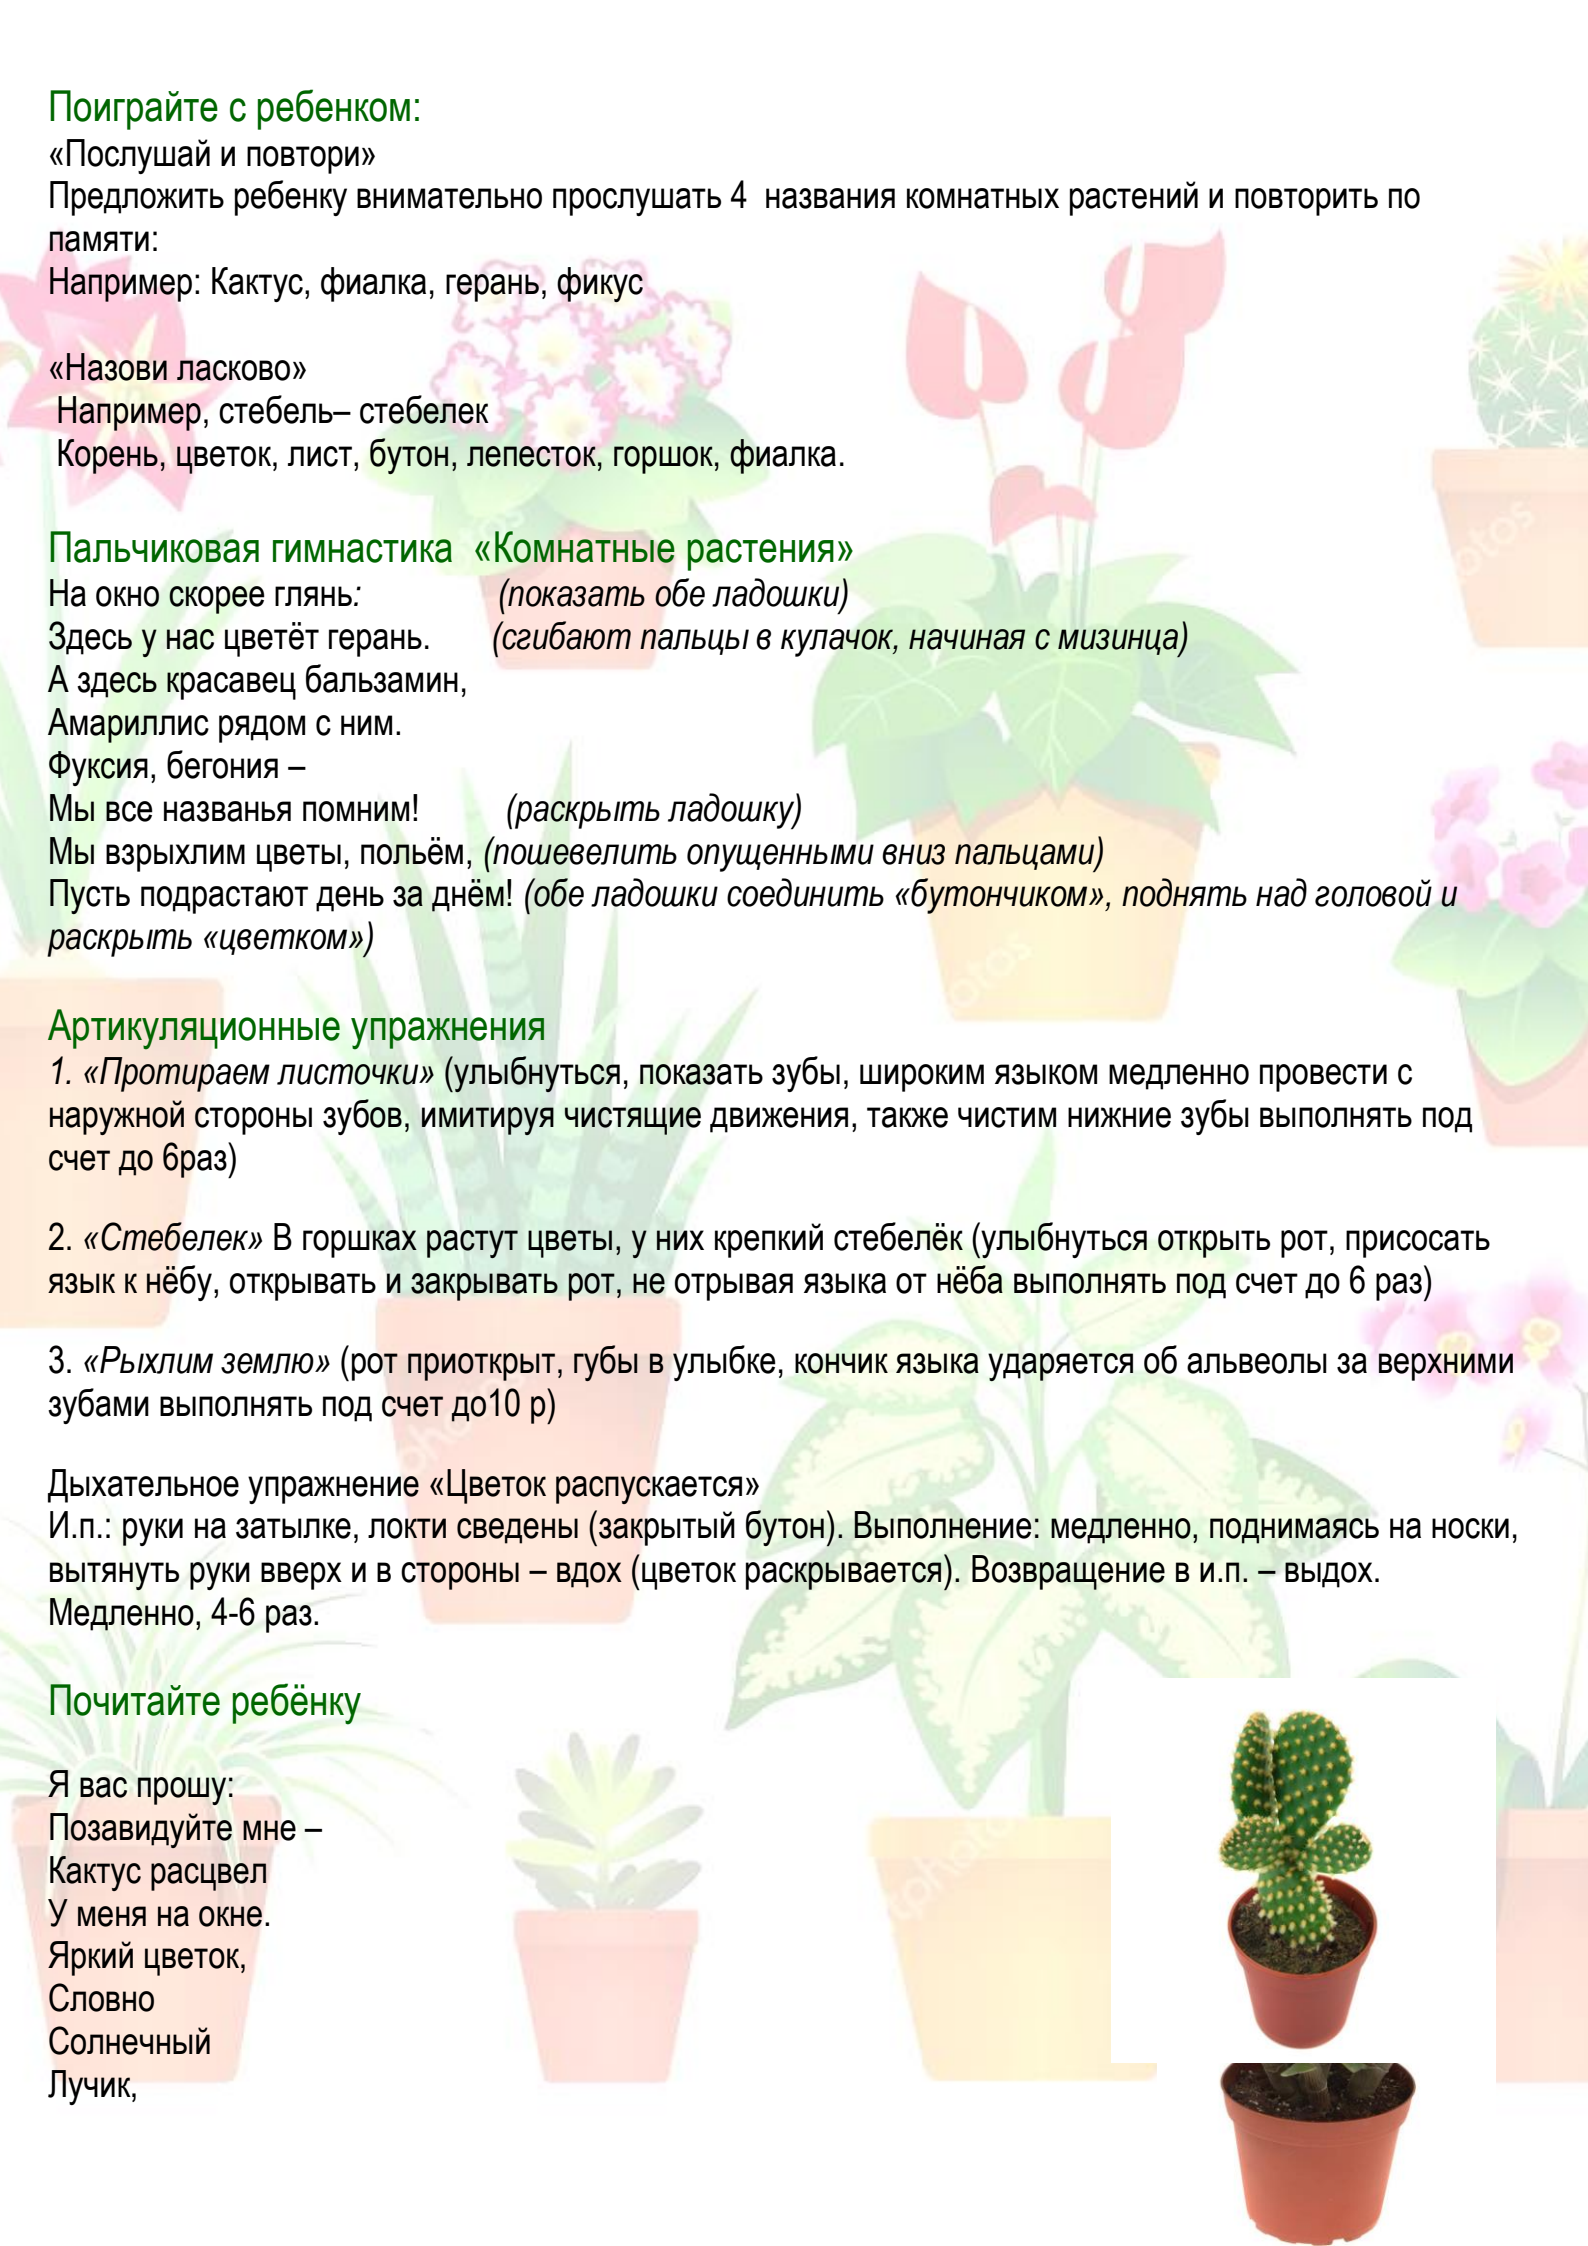 Поиграйте с ребенком:
«Послушай и повтори»
Предложить ребенку внимательно прослушать 4 названия комнатных растений и повторить по
памяти:
Например: Кактус, фиалка, герань, фикус
«Назови ласково»
Например, стебель– стебелек
Корень, цветок, лист, бутон, лепесток, горшок, фиалка.
Пальчиковая гимнастика «Комнатные растения»
На окно скорее глянь: (показать обе ладошки)
Здесь у нас цветёт герань. (сгибают пальцы в кулачок, начиная с мизинца)
А здесь красавец бальзамин,
Амариллис рядом с ним.
Фуксия, бегония –
Мы все названья помним! (раскрыть ладошку)
Мы взрыхлим цветы, польём, (пошевелить опущенными вниз пальцами)
Пусть подрастают день за днём! (обе ладошки соединить «бутончиком», поднять над головой и
раскрыть «цветком»)
Артикуляционные упражнения
1. «Протираем листочки» (улыбнуться, показать зубы, широким языком медленно провести с
наружной стороны зубов, имитируя чистящие движения, также чистим нижние зубы выполнять под
счет до 6раз)
2. «Стебелек» В горшках растут цветы, у них крепкий стебелёк (улыбнуться открыть рот, присосать
язык к нёбу, открывать и закрывать рот, не отрывая языка от нёба выполнять под счет до 6 раз)
3. «Рыхлим землю» (рот приоткрыт, губы в улыбке, кончик языка ударяется об альвеолы за верхними
зубами выполнять под счет до10 р)
Дыхательное упражнение «Цветок распускается»
И.п.: руки на затылке, локти сведены (закрытый бутон). Выполнение: медленно, поднимаясь на носки,
вытянуть руки вверх и в стороны – вдох (цветок раскрывается). Возвращение в и.п. – выдох.
Медленно, 4-6 раз.
Почитайте ребёнку
Я вас прошу:
Позавидуйте мне –
Кактус расцвел
У меня на окне.
Яркий цветок,
Словно
Солнечный
Лучик,